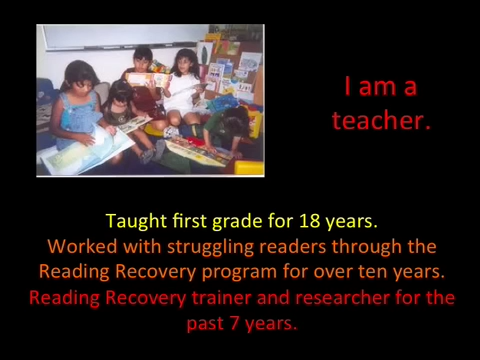 I am a
teacher.
Taught first grade for 18 years.
Worked with struggling readers through the
Reading Recovery program for over ten years.
Reading Recovery trainer and researcher for the
past 7 years.